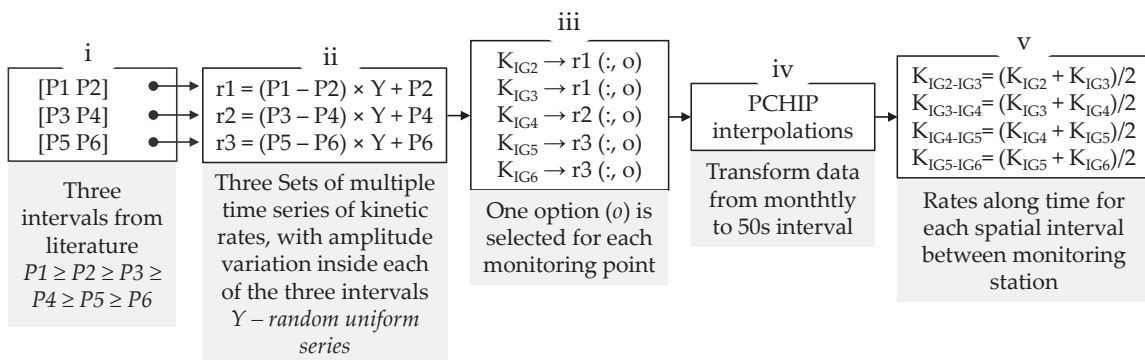 i
[P1 P2]
[P3 P4]
[P5 P6]
Three
intervals from
literature
P1 ≥ P2 ≥ P3 ≥
P4 ≥ P5 ≥ P6
ii
r1 = (P1 – P2) × Y + P2
r2 = (P3 – P4) × Y + P4
r3 = (P5 – P6) × Y + P6
Three Sets of multiple
time series of kinetic
rates, with amplitude
variation inside each
of the three intervals
Y – random uniform
series
iii
K_IG2 → r1 (:, o)
K_IG3 → r1 (:, o)
K_IG4 → r2 (:, o)
K_IG5 → r3 (:, o)
K_IG6 → r3 (:, o)
One option (o) is
selected for each
monitoring point
iv
PCHIP
interpolations
Transform data
from monthtly
to 50s interval
v
K_IG2-IG3= (K_IG2 + K_IG3)/2
K_IG3-IG4= (K_IG3 + K_IG4)/2
K_IG4-IG5= (K_IG4 + K_IG5)/2
K_IG5-IG6= (K_IG5 + K_IG6)/2
Rates along time for
each spatial interval
between monitoring
station